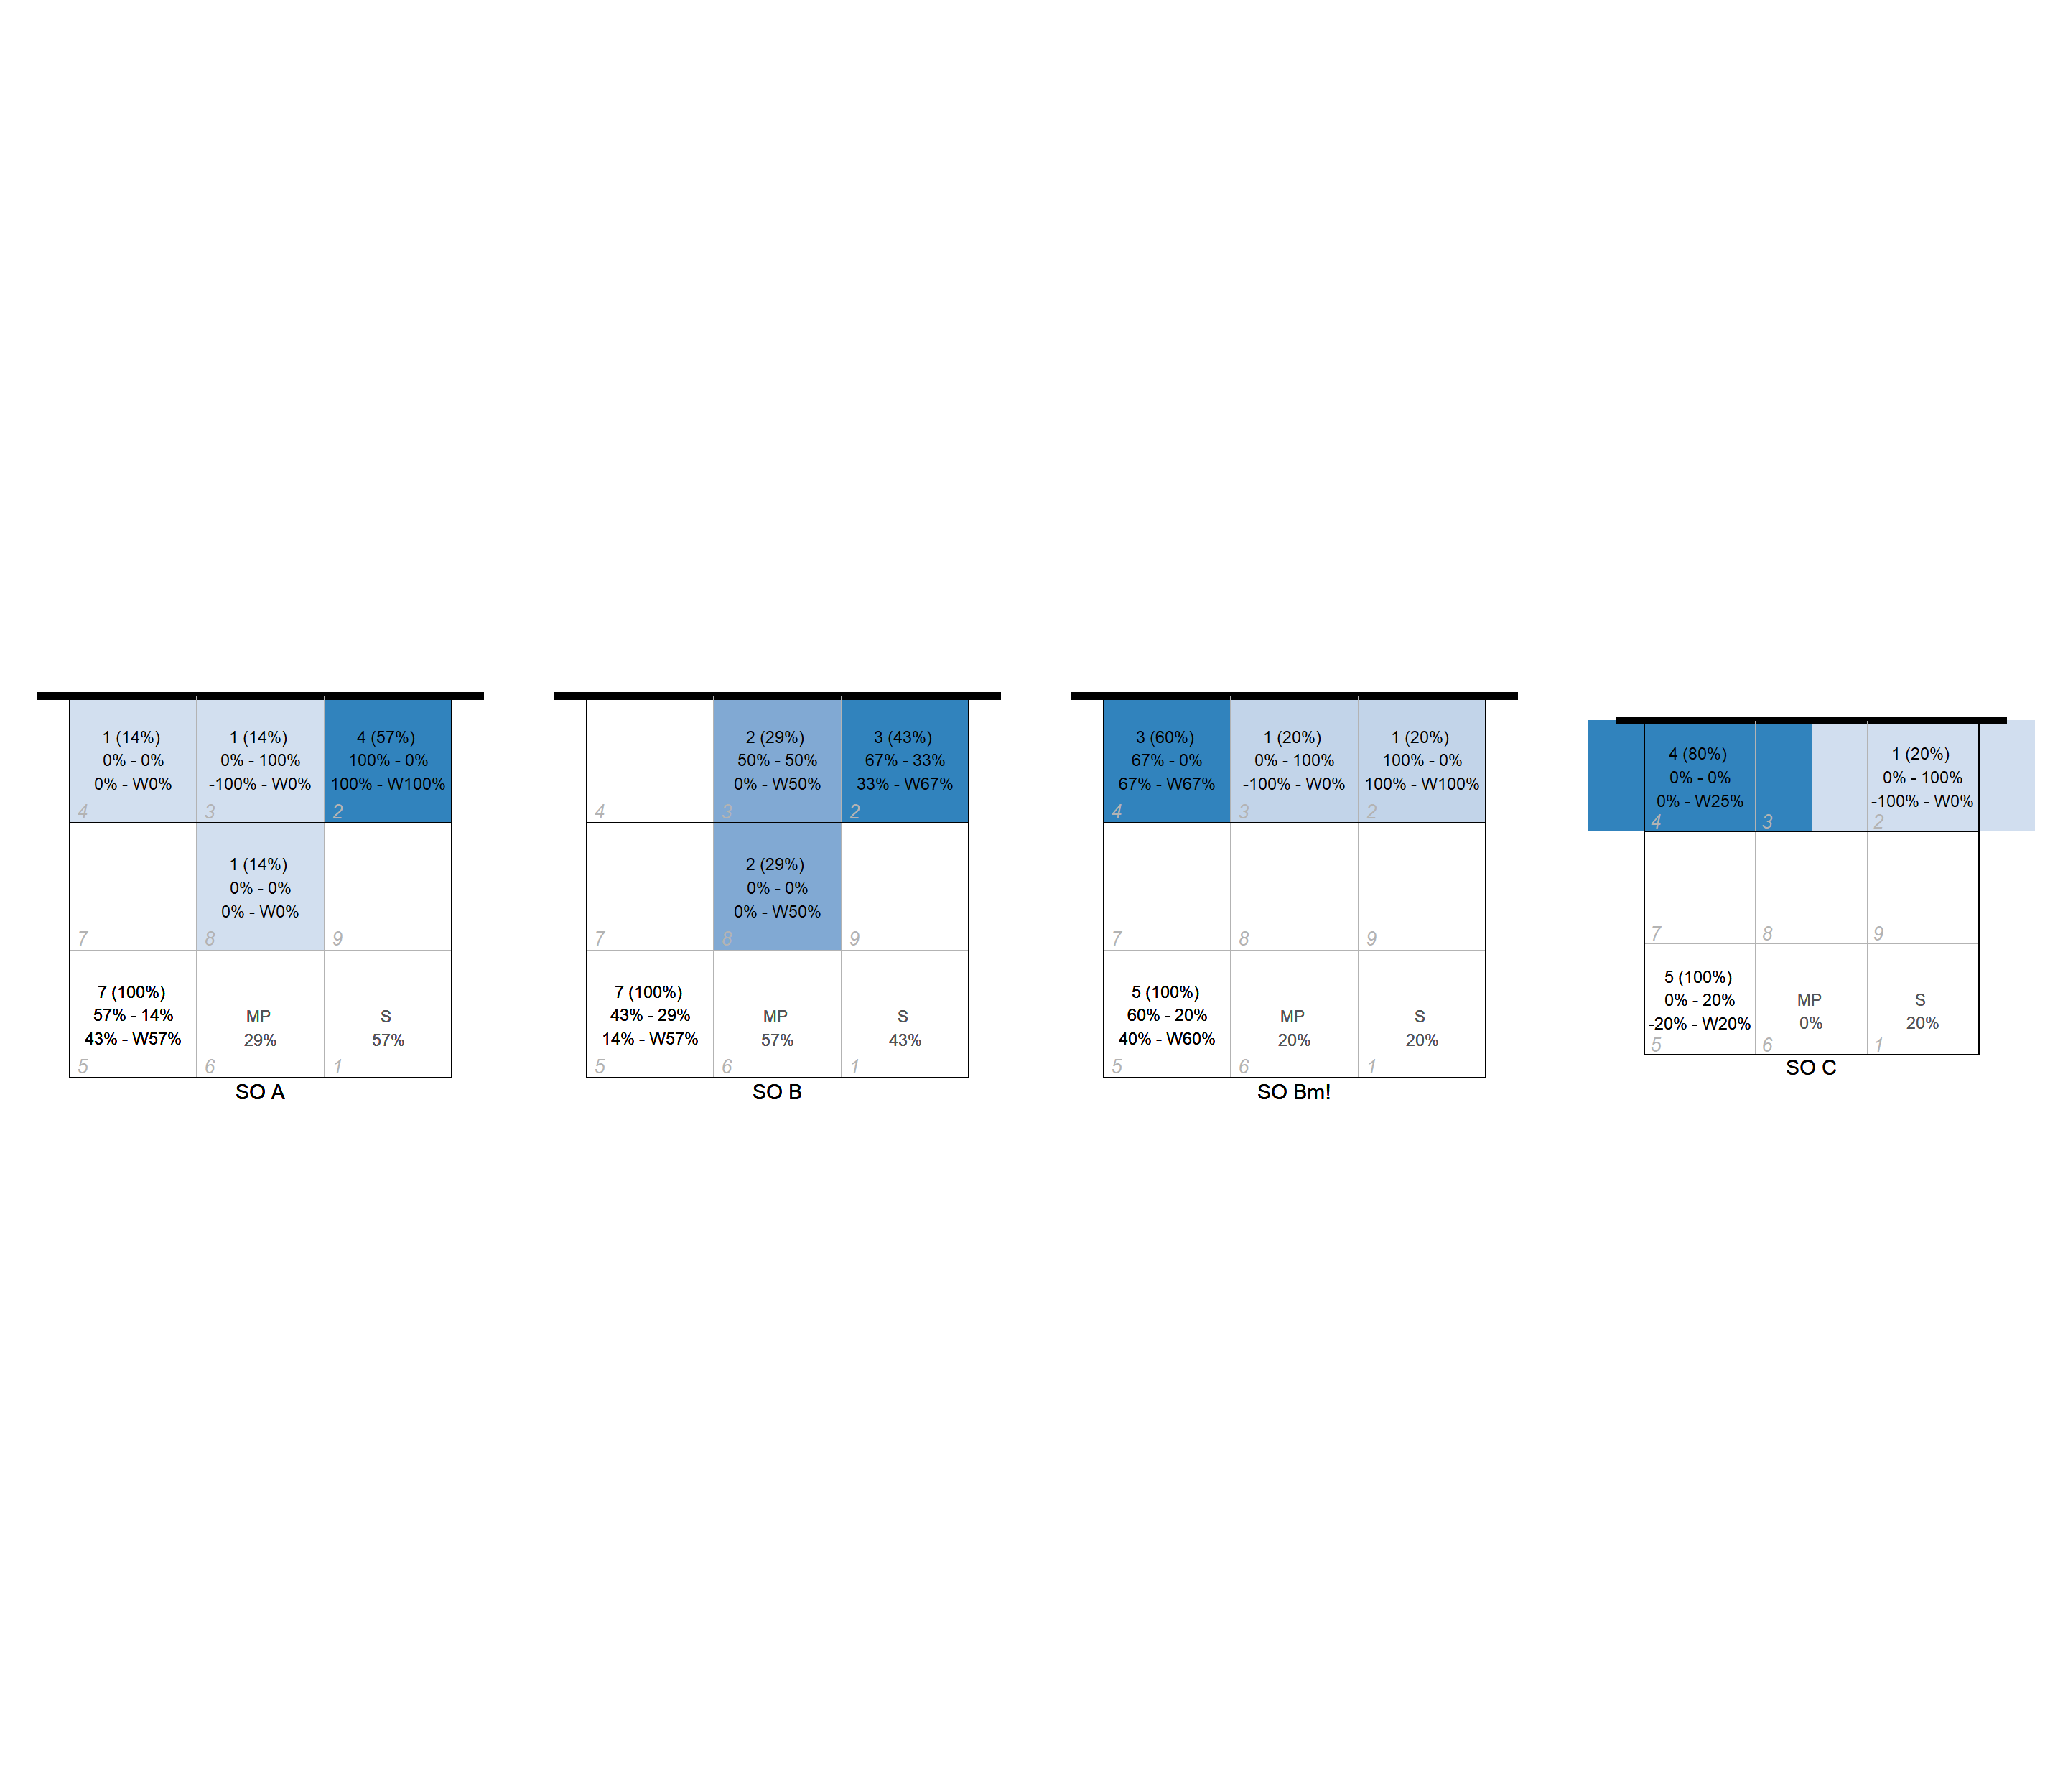 1 (14%)
0% - 0%
0% - W0%
4
1 (14%)
0% - 100%
-100% - W0%
3
4 (57%)
100% - 0%
100% - W100%
2
7
1 (14%)
0% - 0%
0% - W0%
8
9
7 (100%)
57% - 14%
43% - W57%
5
MP
29%
6
S
57%
1
SO A
4
2 (29%)
50% - 50%
0% - W50%
3
3 (43%)
67% - 33%
33% - W67%
2
7
2 (29%)
0% - 0%
0% - W50%
8
9
7 (100%)
43% - 29%
14% - W57%
5
MP
57%
6
S
43%
1
SO B
3 (60%)
67% - 0%
67% - W67%
4
1 (20%)
0% - 100%
-100% - W0%
3
1 (20%)
100% - 0%
100% - W100%
2
7
8
9
5 (100%)
60% - 20%
40% - W60%
5
MP
20%
6
S
20%
1
SO Bm!
4 (80%)
0% - 0%
0% - W25%
4
3
1 (20%)
0% - 100%
-100% - W0%
2
7
8
9
5 (100%)
0% - 20%
-20% - W20%
5
MP
0%
6
S
20%
1
SO C